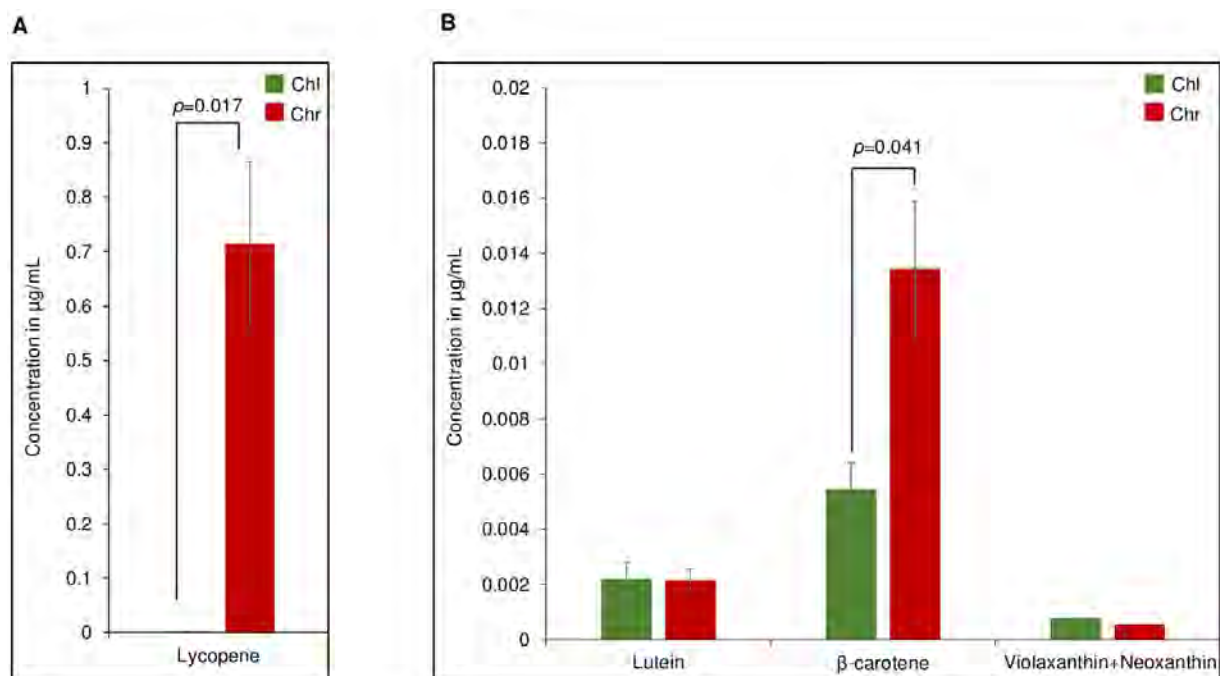 A
Chl
Chr
p=0.017
1
0.9
0.8
0.7
0.6
0.5
0.4
0.3
0.2
0.1
0
Concentration in µg/mL
Lycopene
B
Chl
Chr
p=0.041
0.02
0.018
0.016
0.014
0.012
0.01
0.008
0.006
0.004
0.002
0
Concentration in µg/mL
Lutein
β-carotene
Violaxanthin+Neoxanthin